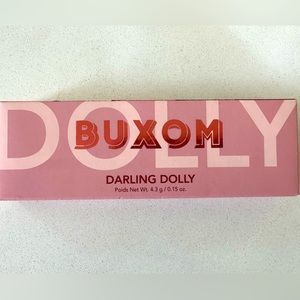 DOLLY
BUXOM
DARLING DOLLY
Poids Net Wt. 4.3 g / 0.15 oz.